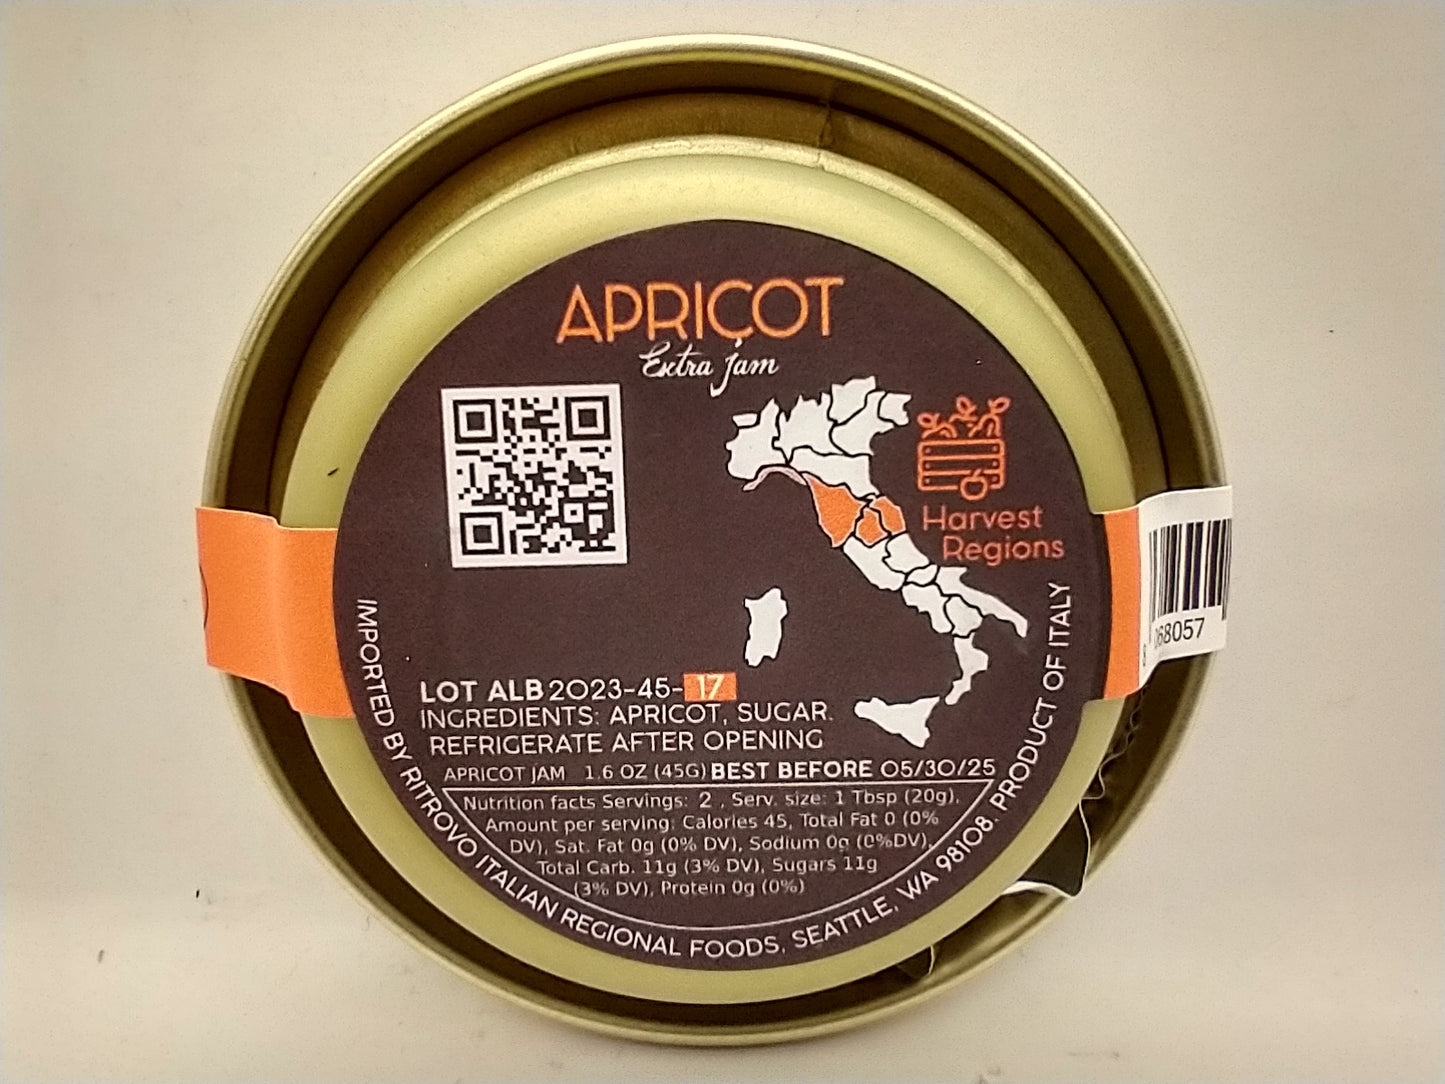 APRIÇOT
Extra jam
Harvest
Regions
LOT ALB 2023-45-17
INGREDIENTS: APRICOT, SUGAR.
REFRIGERATE AFTER OPENING
APRICOT JAM 1.6 OZ (45G) BEST BEFORE 05/30/25
Nutrition facts Servings: 2 , Serv. size: 1 Tbsp (20g),
Amount per serving: Calories 45, Total Fat 0 (0%
DV), Sat. Fat 0g (0% DV), Sodium 0g (0%DV),
Total Carb. 11g (3% DV), Sugars 11g
(3% DV), Protein 0g (0%)
IMPORTED BY RITROVO ITALIAN REGIONAL FOODS, SEATTLE, WA 98108. PRODUCT OF ITALY
8 068057